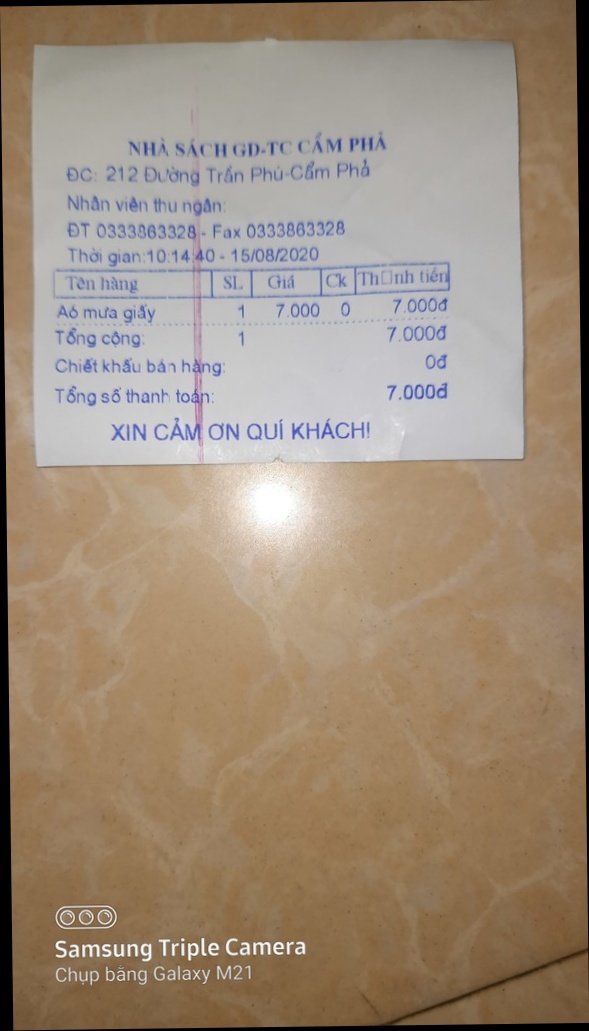 NHÀ SÁCH GD-TC CẨM PHẢ
ĐC: 212 Đường Trần Phú-Cẩm Phả
Nhân viên thu ngân:
ĐT 0333863328 - Fax 0333863328
Thời gian:10:14:40 - 15/08/2020
Tên hàng SL Giá Ck Th□nh tiền
Aó mưa giấy 1 7.000 0 7.000đ
Tổng cộng: 1 7.000đ
Chiết khấu bán hàng: 0đ
Tổng số thanh toán: 7.000đ
XIN CẢM ƠN QUÍ KHÁCH!
Samsung Triple Camera
Chụp bằng Galaxy M21